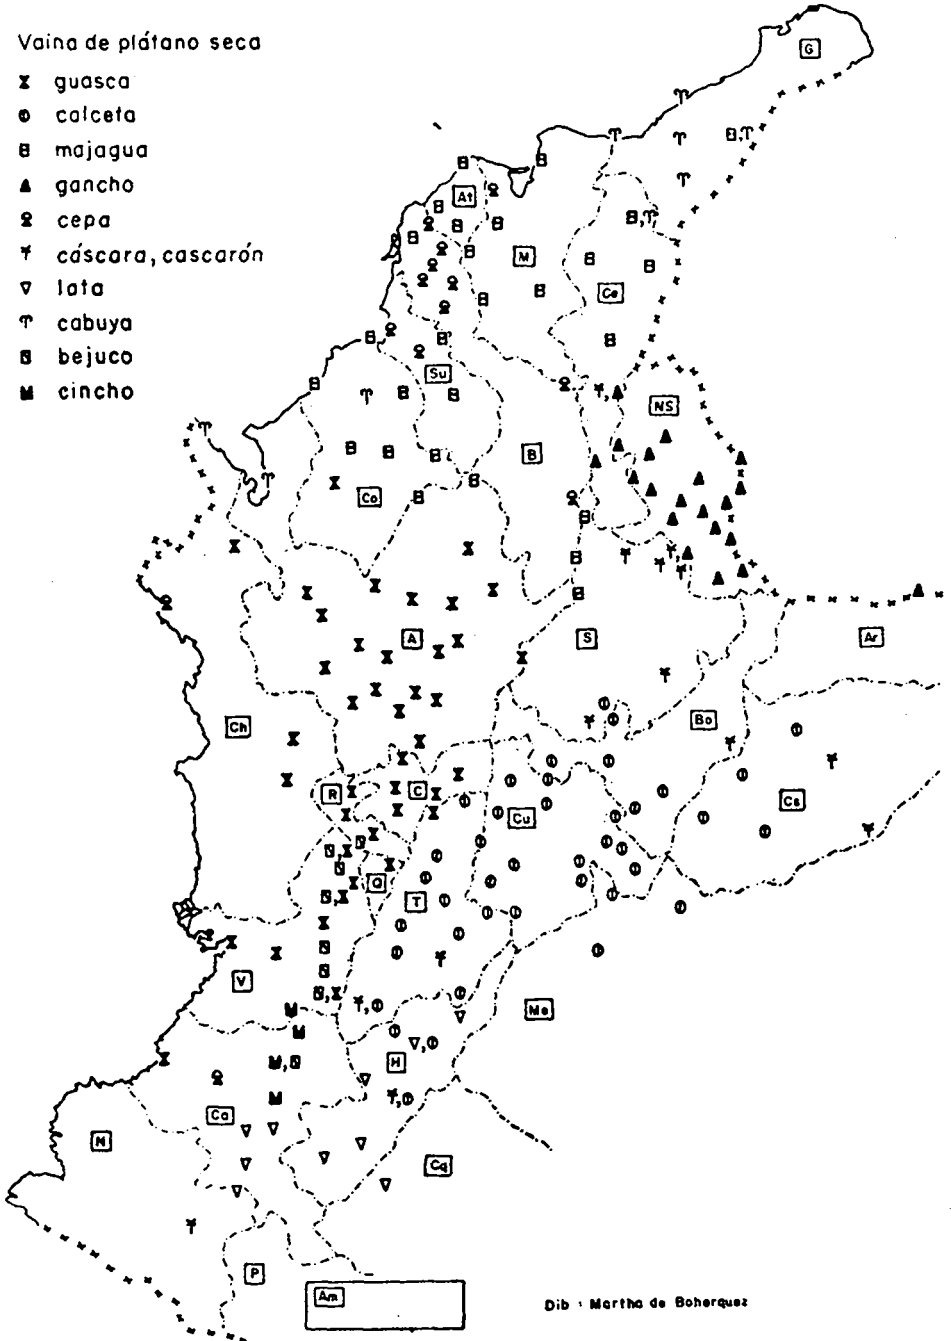 Vaina de plátano seca
guasca
calceta
majagua
gancho
cepa
cáscara, cascarón
lata
cabuya
bejuco
cincho
G
At
M
Ce
Su
NS
B
Co
A
S
Ar
Ch
Bo
R
C
Cu
Cs
Q
T
V
Me
H
Ca
N
Cq
P
Am
Dib : Martha de Bohorquez